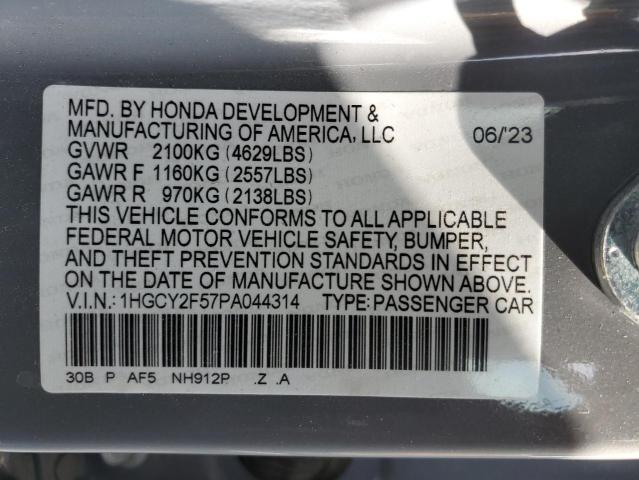 MFD. BY HONDA DEVELOPMENT &
MANUFACTURING OF AMERICA, LLC 06/'23
GVWR 2100KG (4629LBS)
GAWR F 1160KG (2557LBS)
GAWR R 970KG (2138LBS)
THIS VEHICLE CONFORMS TO ALL APPLICABLE
FEDERAL MOTOR VEHICLE SAFETY, BUMPER,
AND THEFT PREVENTION STANDARDS IN EFFECT
ON THE DATE OF MANUFACTURE SHOWN ABOVE.
V.I.N.: 1HGCY2F57PA044314 TYPE: PASSENGER CAR
30B P AF5 NH912P .Z .A